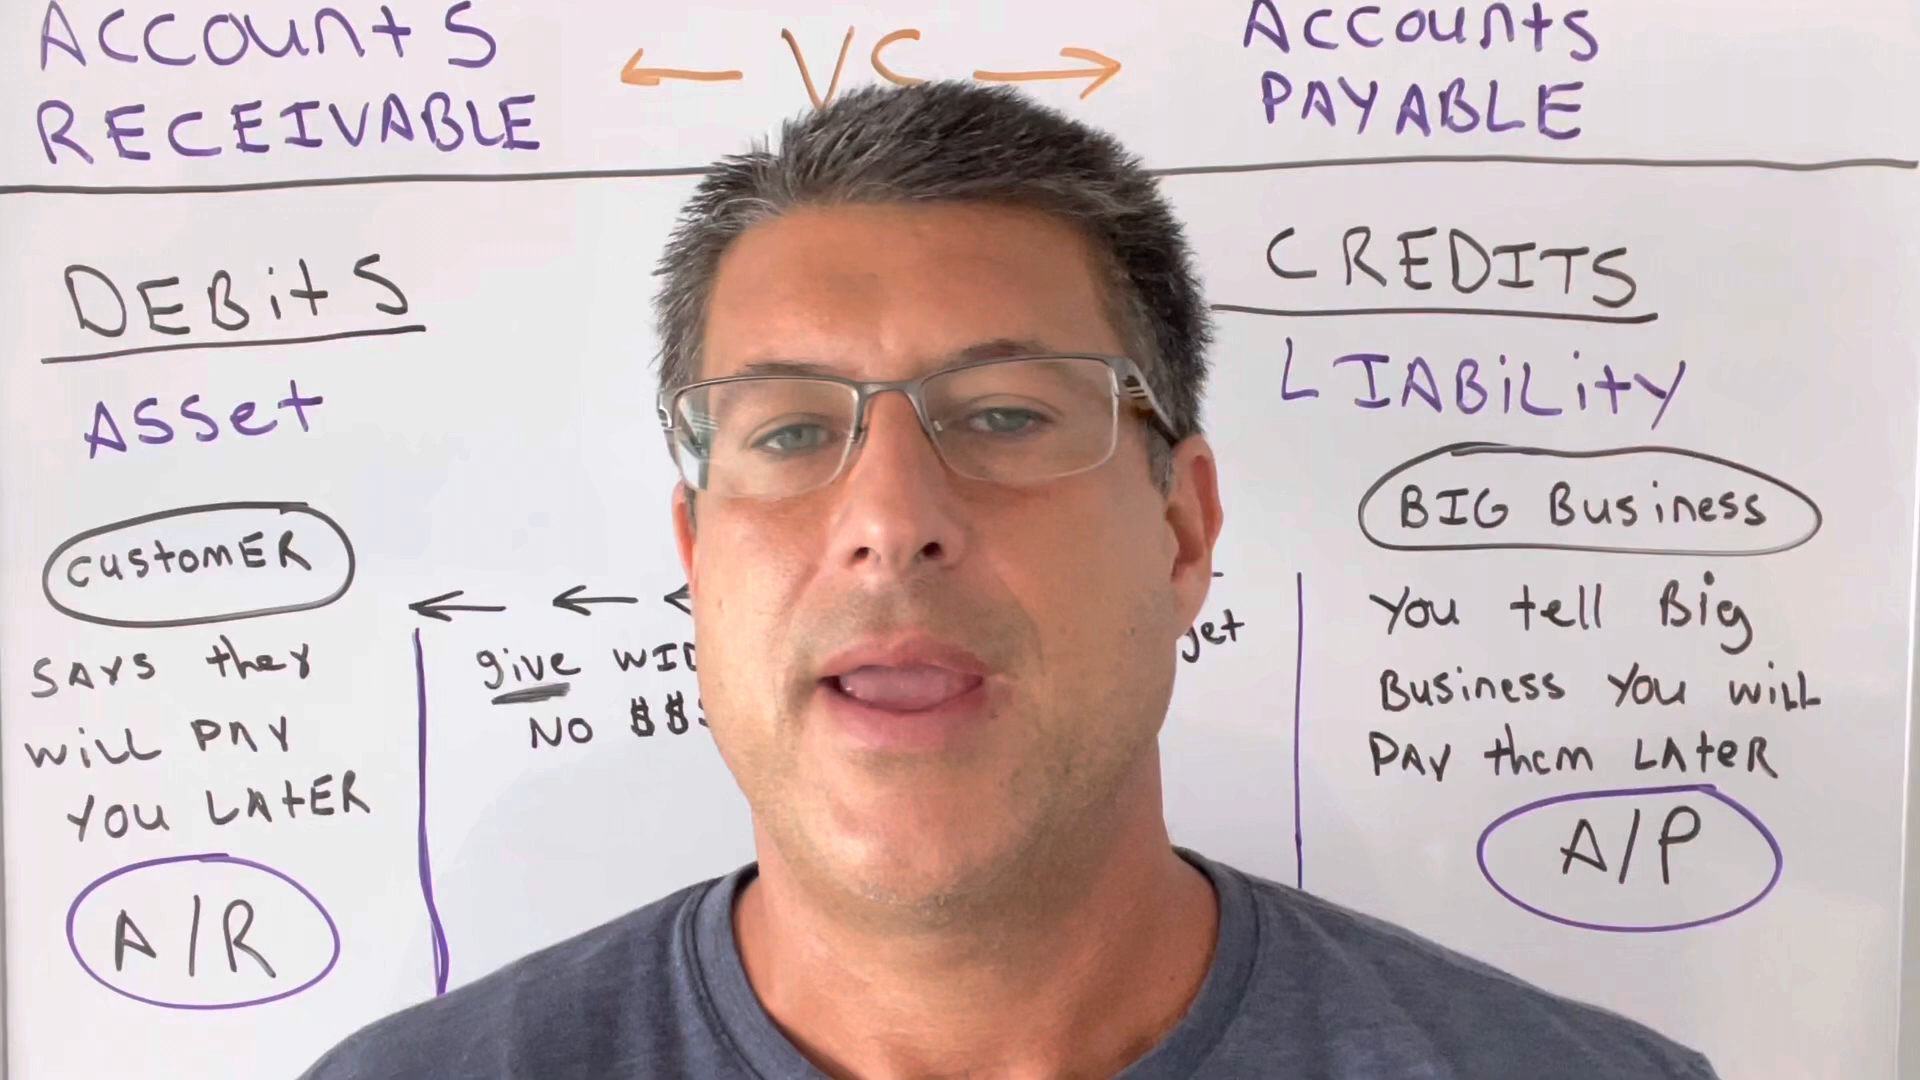 Accounts
RECEIVABLE
Accounts
PAYABLE
DEBits
Asset
customER
SAYS they
will PAY
you LAtER
A/R
give
NO $$
get
CREDITS
LIABiLity
BIG Business
You tell Big
Business you will
PAY them LAteR
A/P